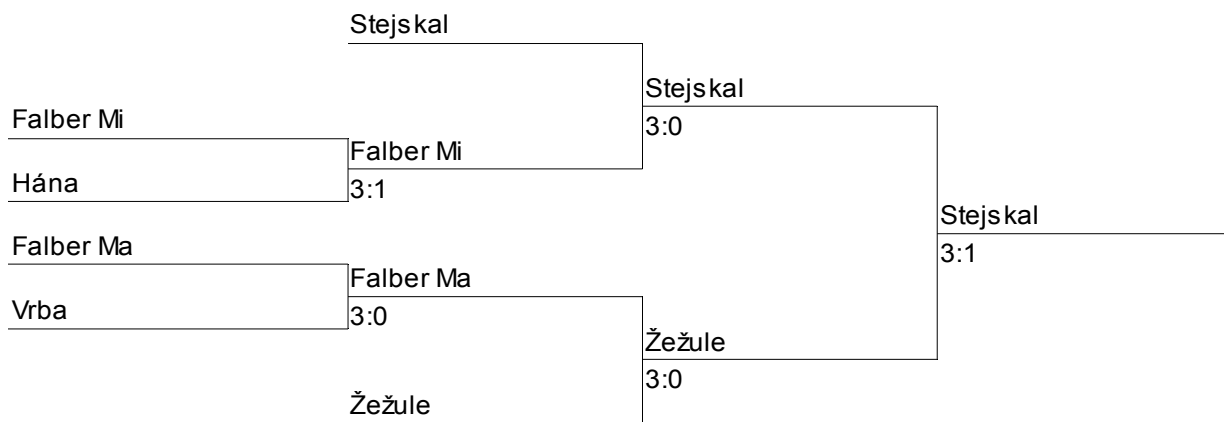 Stejskal
Stejskal
3:0
Falber Mi
Hána
Falber Mi
3:1
Stejskal
3:1
Falber Ma
Vrba
Falber Ma
3:0
Žežule
3:0
Žežule